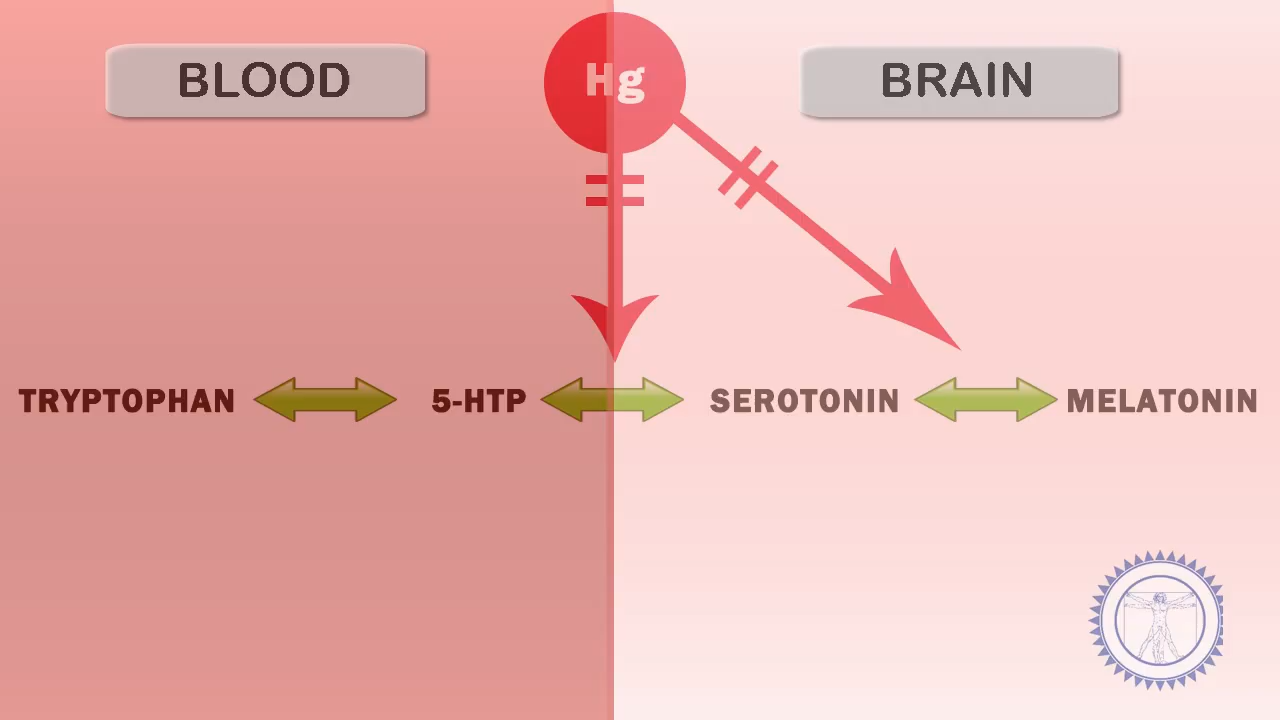 BLOOD
Hg
BRAIN
TRYPTOPHAN
5-HTP
SEROTONIN
MELATONIN